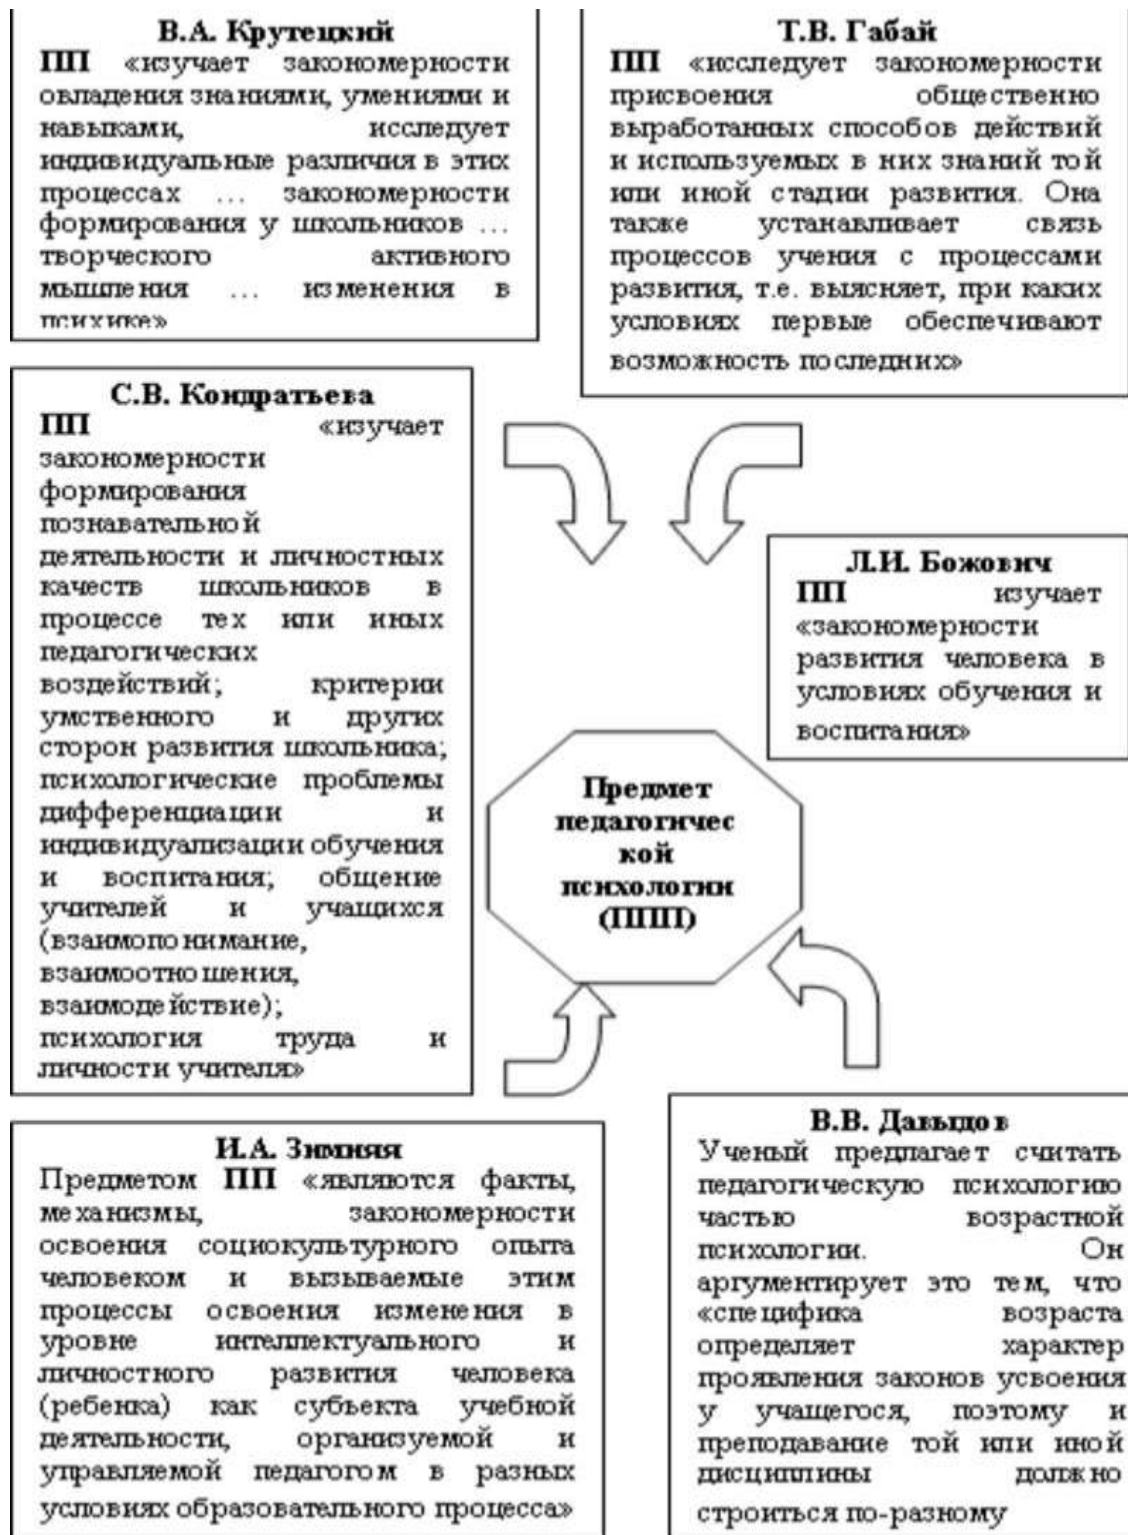 В.А. Крутецкий
ПП «изучает закономерности
овладения знаниями, умениями и
навыками, исследует
индивидуальные различия в этих
процессах … закономерности
формирования у школьников …
творческого активного
мышления … изменения в
психике»
Т.В. Габай
ПП «исследует закономерности
присвоения общественно
выработанных способов действий
и используемых в них знаний той
или иной стадии развития. Она
также устанавливает связь
процессов учения с процессами
развития, т.е. выясняет, при каких
условиях первые обеспечивают
возможность последних»
С.В. Кондратьева
ПП «изучает
закономерности
формирования
познавательной
деятельности и личностных
качеств школьников в
процессе тех или иных
педагогических
воздействий; критерии
умственного и других
сторон развития школьника;
психологические проблемы
дифференциации и
индивидуализации обучения
и воспитания; общение
учителей и учащихся
(взаимопонимание,
взаимоотношения,
взаимодействие);
психология труда и
личности учителя»
Л.И. Божович
ПП изучает
«закономерности
развития человека в
условиях обучения и
воспитания»
Предмет
педагогичес
кой
психологии
(ППП)
И.А. Зимняя
Предметом ПП «являются факты,
механизмы, закономерности
освоения социокультурного опыта
человеком и вызываемые этим
процессы освоения изменения в
уровне интеллектуального и
личностного развития человека
(ребенка) как субъекта учебной
деятельности, организуемой и
управляемой педагогом в разных
условиях образовательного процесса»
В.В. Давыдов
Ученый предлагает считать
педагогическую психологию
частью возрастной
психологии. Он
аргументирует это тем, что
«специфика возраста
определяет характер
проявления законов усвоения
у учащегося, поэтому и
преподавание той или иной
дисциплины должно
строиться по-разному